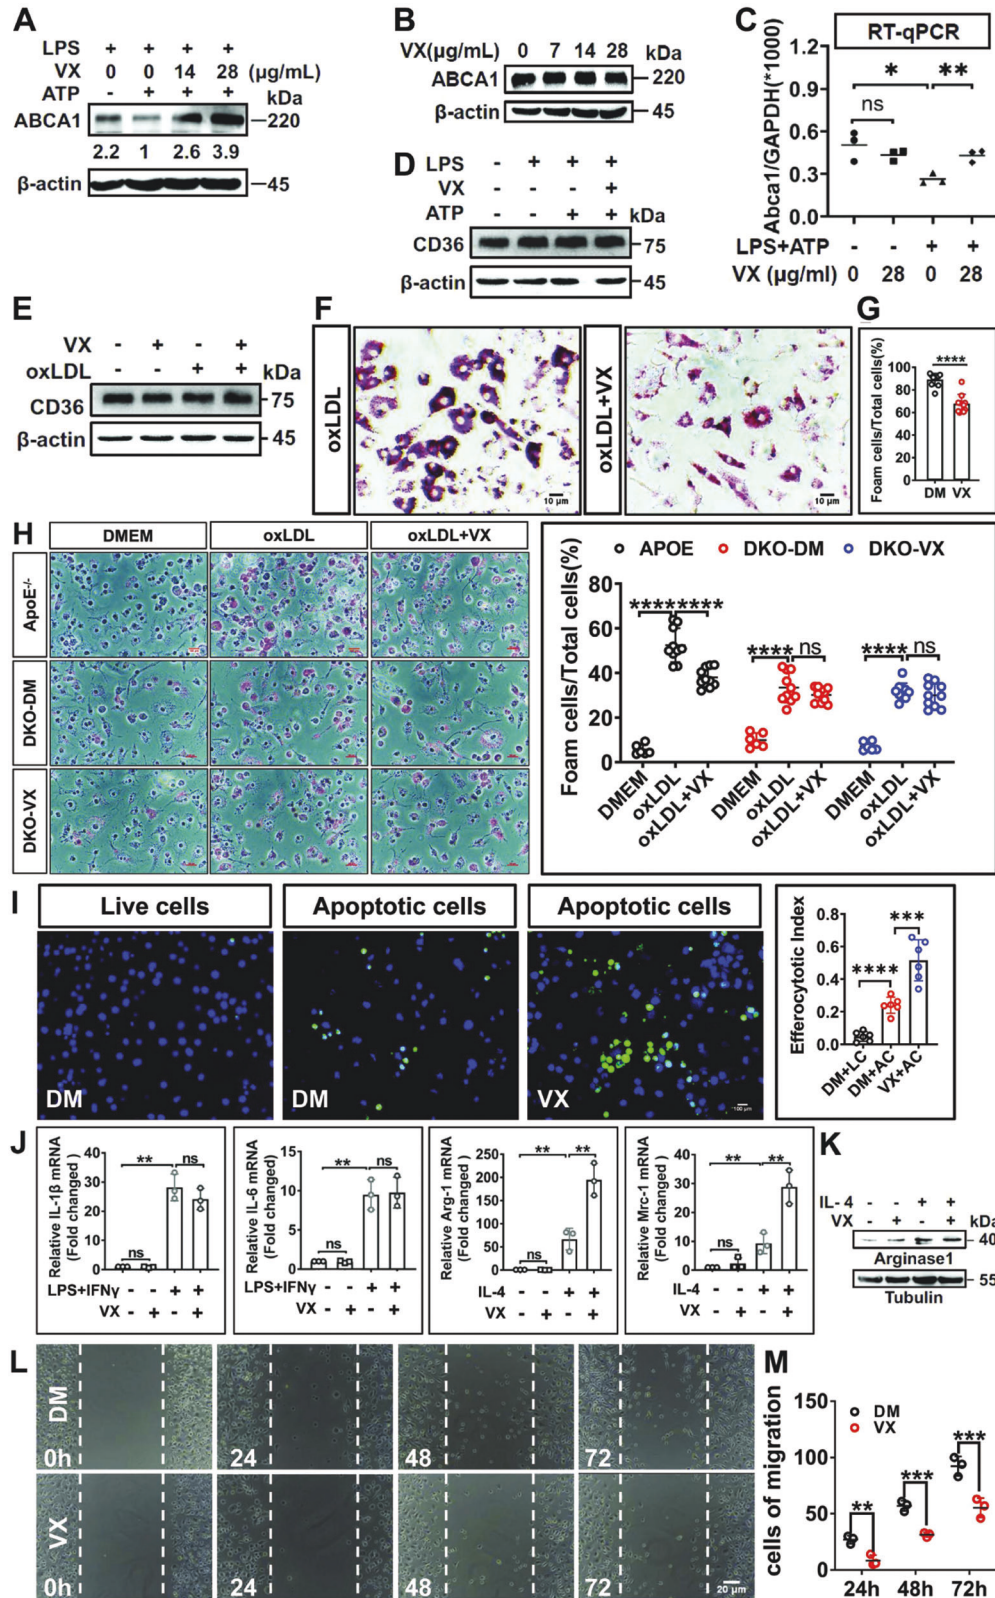 A
LPS + + + +
VX 0 0 14 28 (μg/mL)
ATP - + + + kDa
ABCA1 220
2.2 1 2.6 3.9
β-actin 45
B
VX(μg/mL) 0 7 14 28 kDa
ABCA1 220
β-actin 45
C
RT-qPCR
Abca1/GAPDH(*1000)
1.2
0.9
0.6
0.3
0.0
* **
ns
LPS+ATP - - + +
VX (μg/ml) 0 28 0 28
D
LPS - + + +
VX - - - +
ATP - - + + kDa
CD36 75
β-actin 45
E
VX - + - +
oxLDL - - + + kDa
CD36 75
β-actin 45
F
oxLDL
10 μm
oxLDL+VX
10 μm
G
Foam cells/Total cells(%)
100
80
60
40
20
0
****
DM VX
H
DMEM oxLDL oxLDL+VX
ApoE-/-
DKO-DM
DKO-VX
APOE DKO-DM DKO-VX
Foam cells/Total cells(%)
80
60
40
20
0
**** ****
**** ns
**** ns
DMEM oxLDL oxLDL+VX DMEM oxLDL oxLDL+VX DMEM oxLDL oxLDL+VX
I
Live cells Apoptotic cells Apoptotic cells
DM DM VX
100 μm
Efferocytotic Index
0.8
0.6
0.4
0.2
0.0
***
****
DM+LC DM+AC VX+AC
J
Relative IL-1β mRNA
(Fold changed)
40
30
20
10
0
** ns
ns
LPS+IFNγ - - + +
VX - + - +
Relative IL-6 mRNA
(Fold changed)
15
10
5
0
** ns
ns
LPS+IFNγ - - + +
VX - + - +
Relative Arg-1 mRNA
(Fold changed)
250
200
150
100
50
0
** **
ns
IL-4 - - + +
VX - + - +
Relative Mrc-1 mRNA
(Fold changed)
40
30
20
10
0
** **
ns
IL-4 - - + +
VX - + - +
K
IL-4 - - + +
VX - + - + kDa
40
Arginase1
55
Tubulin
L
DM
0h 24 48 72
VX
0h 24 48 72
20 μm
M
DM
VX
cells of migration
150
100
50
0
** *** ***
24h 48h 72h